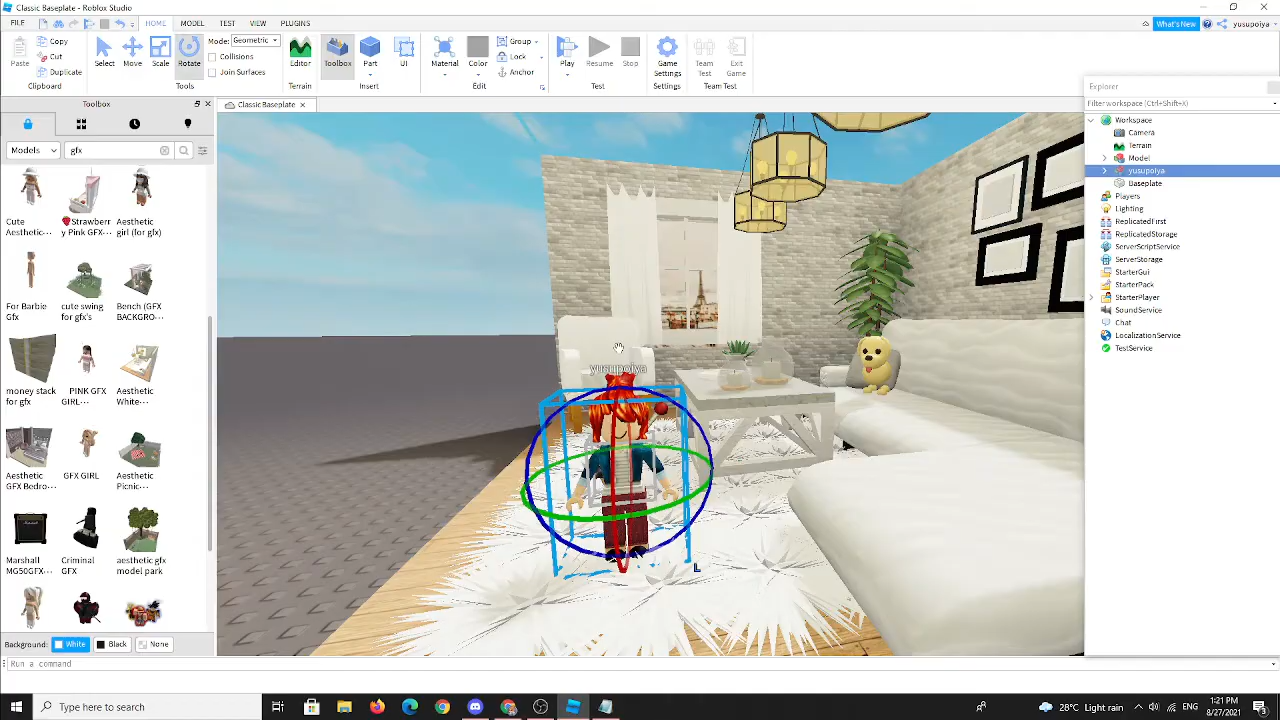 Classic Baseplate - Roblox Studio
FILE HOME MODEL TEST VIEW PLUGINS What's New yusupoiya
Paste Copy Cut Duplicate Clipboard
Select Move Scale Rotate Mode: Geometric Collisions Join Surfaces Tools
Editor Terrain
Toolbox Part UI Insert
Material Color Group Lock Anchor Edit
Play Resume Stop Test
Game Settings Settings
Team Test Exit Game Team Test
Toolbox
ClassicBaseplate
Models gfx
Cute Aesthetic···
Strawberry Pink GFX···
Aesthetic girl (for gfx)
For Barbie Gfx
cute swing for gfx's
Bench (GFX BACKGRO···
money stack for gfx
PINK GFX GIRL···
Aesthetic White···
Aesthetic GFX Bedro···
GFX GIRL
Aesthetic Picnic···
Marshall MG50GFX···
Criminal GFX
aesthetic gfx model park
Background: White Black None
Run a command
yusupoiya
Explorer
Filter workspace (Ctrl+Shift+X)
Workspace
Camera
Terrain
Model
yusupoiya
Baseplate
Players
Lighting
ReplicatedFirst
ReplicatedStorage
ServerScriptService
ServerStorage
StarterGui
StarterPack
StarterPlayer
SoundService
Chat
LocalizationService
TestService
Type here to search
28°C Light rain ENG 1:21 PM
8/27/2021